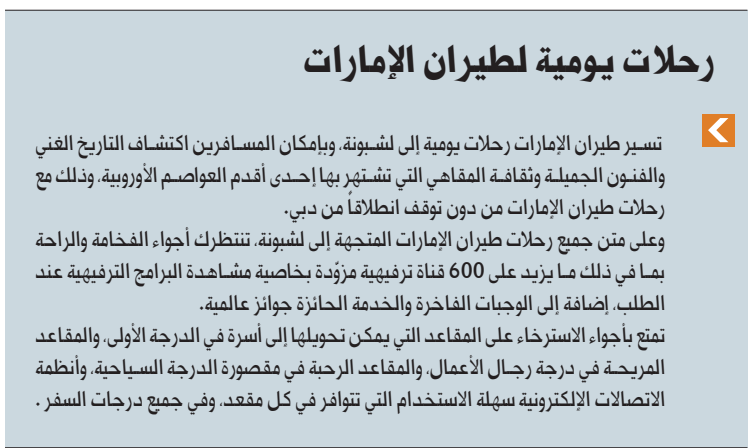 رحلات يومية لطيران الإمارات
تسير طيران الإمارات رحلات يومية إلى لشبونة، وبإمكان المسافرين اكتشاف التاريخ الغني
والفنون الجميلة وثقافة المقاهي التي تشتهر بها إحدى أقدم العواصم الأوروبية، وذلك مع
رحلات طيران الإمارات من دون توقف انطلاقاً من دبي.
وعلى متن جميع رحلات طيران الإمارات المتجهة إلى لشبونة، تنتظرك أجواء الفخامة والراحة
بما في ذلك ما يزيد على 600 قناة ترفيهية مزوّدة بخاصية مشاهدة البرامج الترفيهية عند
الطلب، إضافة إلى الوجبات الفاخرة والخدمة الحائزة جوائز عالمية.
تمتع بأجواء الاسترخاء على المقاعد التي يمكن تحويلها إلى أسرة في الدرجة الأولى، والمقاعد
المريحة في درجة رجال الأعمال، والمقاعد الرحبة في مقصورة الدرجة السياحية، وأنظمة
الاتصالات الإلكترونية سهلة الاستخدام التي تتوافر في كل مقعد، وفي جميع درجات السفر .